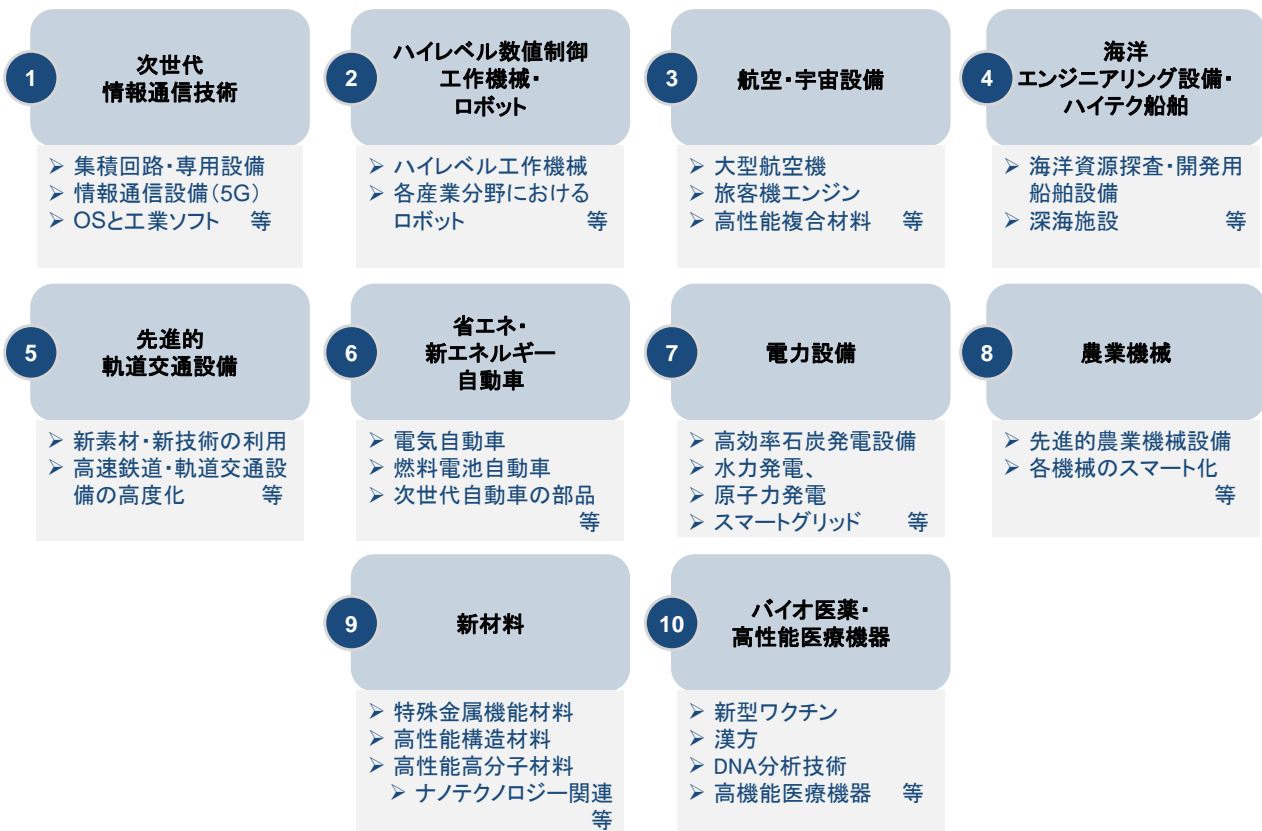 1
次世代
情報通信技術
➢ 集積回路・専用設備
➢ 情報通信設備(5G)
➢ OSと工業ソフト 等
2
ハイレベル数値制御
工作機械・
ロボット
➢ ハイレベル工作機械
➢ 各産業分野における
ロボット 等
3
航空・宇宙設備
➢ 大型航空機
➢ 旅客機エンジン
➢ 高性能複合材料 等
4
海洋
エンジニアリング設備・
ハイテク船舶
➢ 海洋資源探査・開発用
船舶設備
➢ 深海施設 等
5
先進的
軌道交通設備
➢ 新素材・新技術の利用
➢ 高速鉄道・軌道交通設
備の高度化 等
6
省エネ・
新エネルギー
自動車
➢ 電気自動車
➢ 燃料電池自動車
➢ 次世代自動車の部品
等
7
電力設備
➢ 高効率石炭発電設備
➢ 水力発電、
➢ 原子力発電
➢ スマートグリッド 等
8
農業機械
➢ 先進的農業機械設備
➢ 各機械のスマート化
等
9
新材料
➢ 特殊金属機能材料
➢ 高性能構造材料
➢ 高性能高分子材料
➢ ナノテクノロジー関連
等
10
バイオ医薬・
高性能医療機器
➢ 新型ワクチン
➢ 漢方
➢ DNA分析技術
➢ 高機能医療機器 等